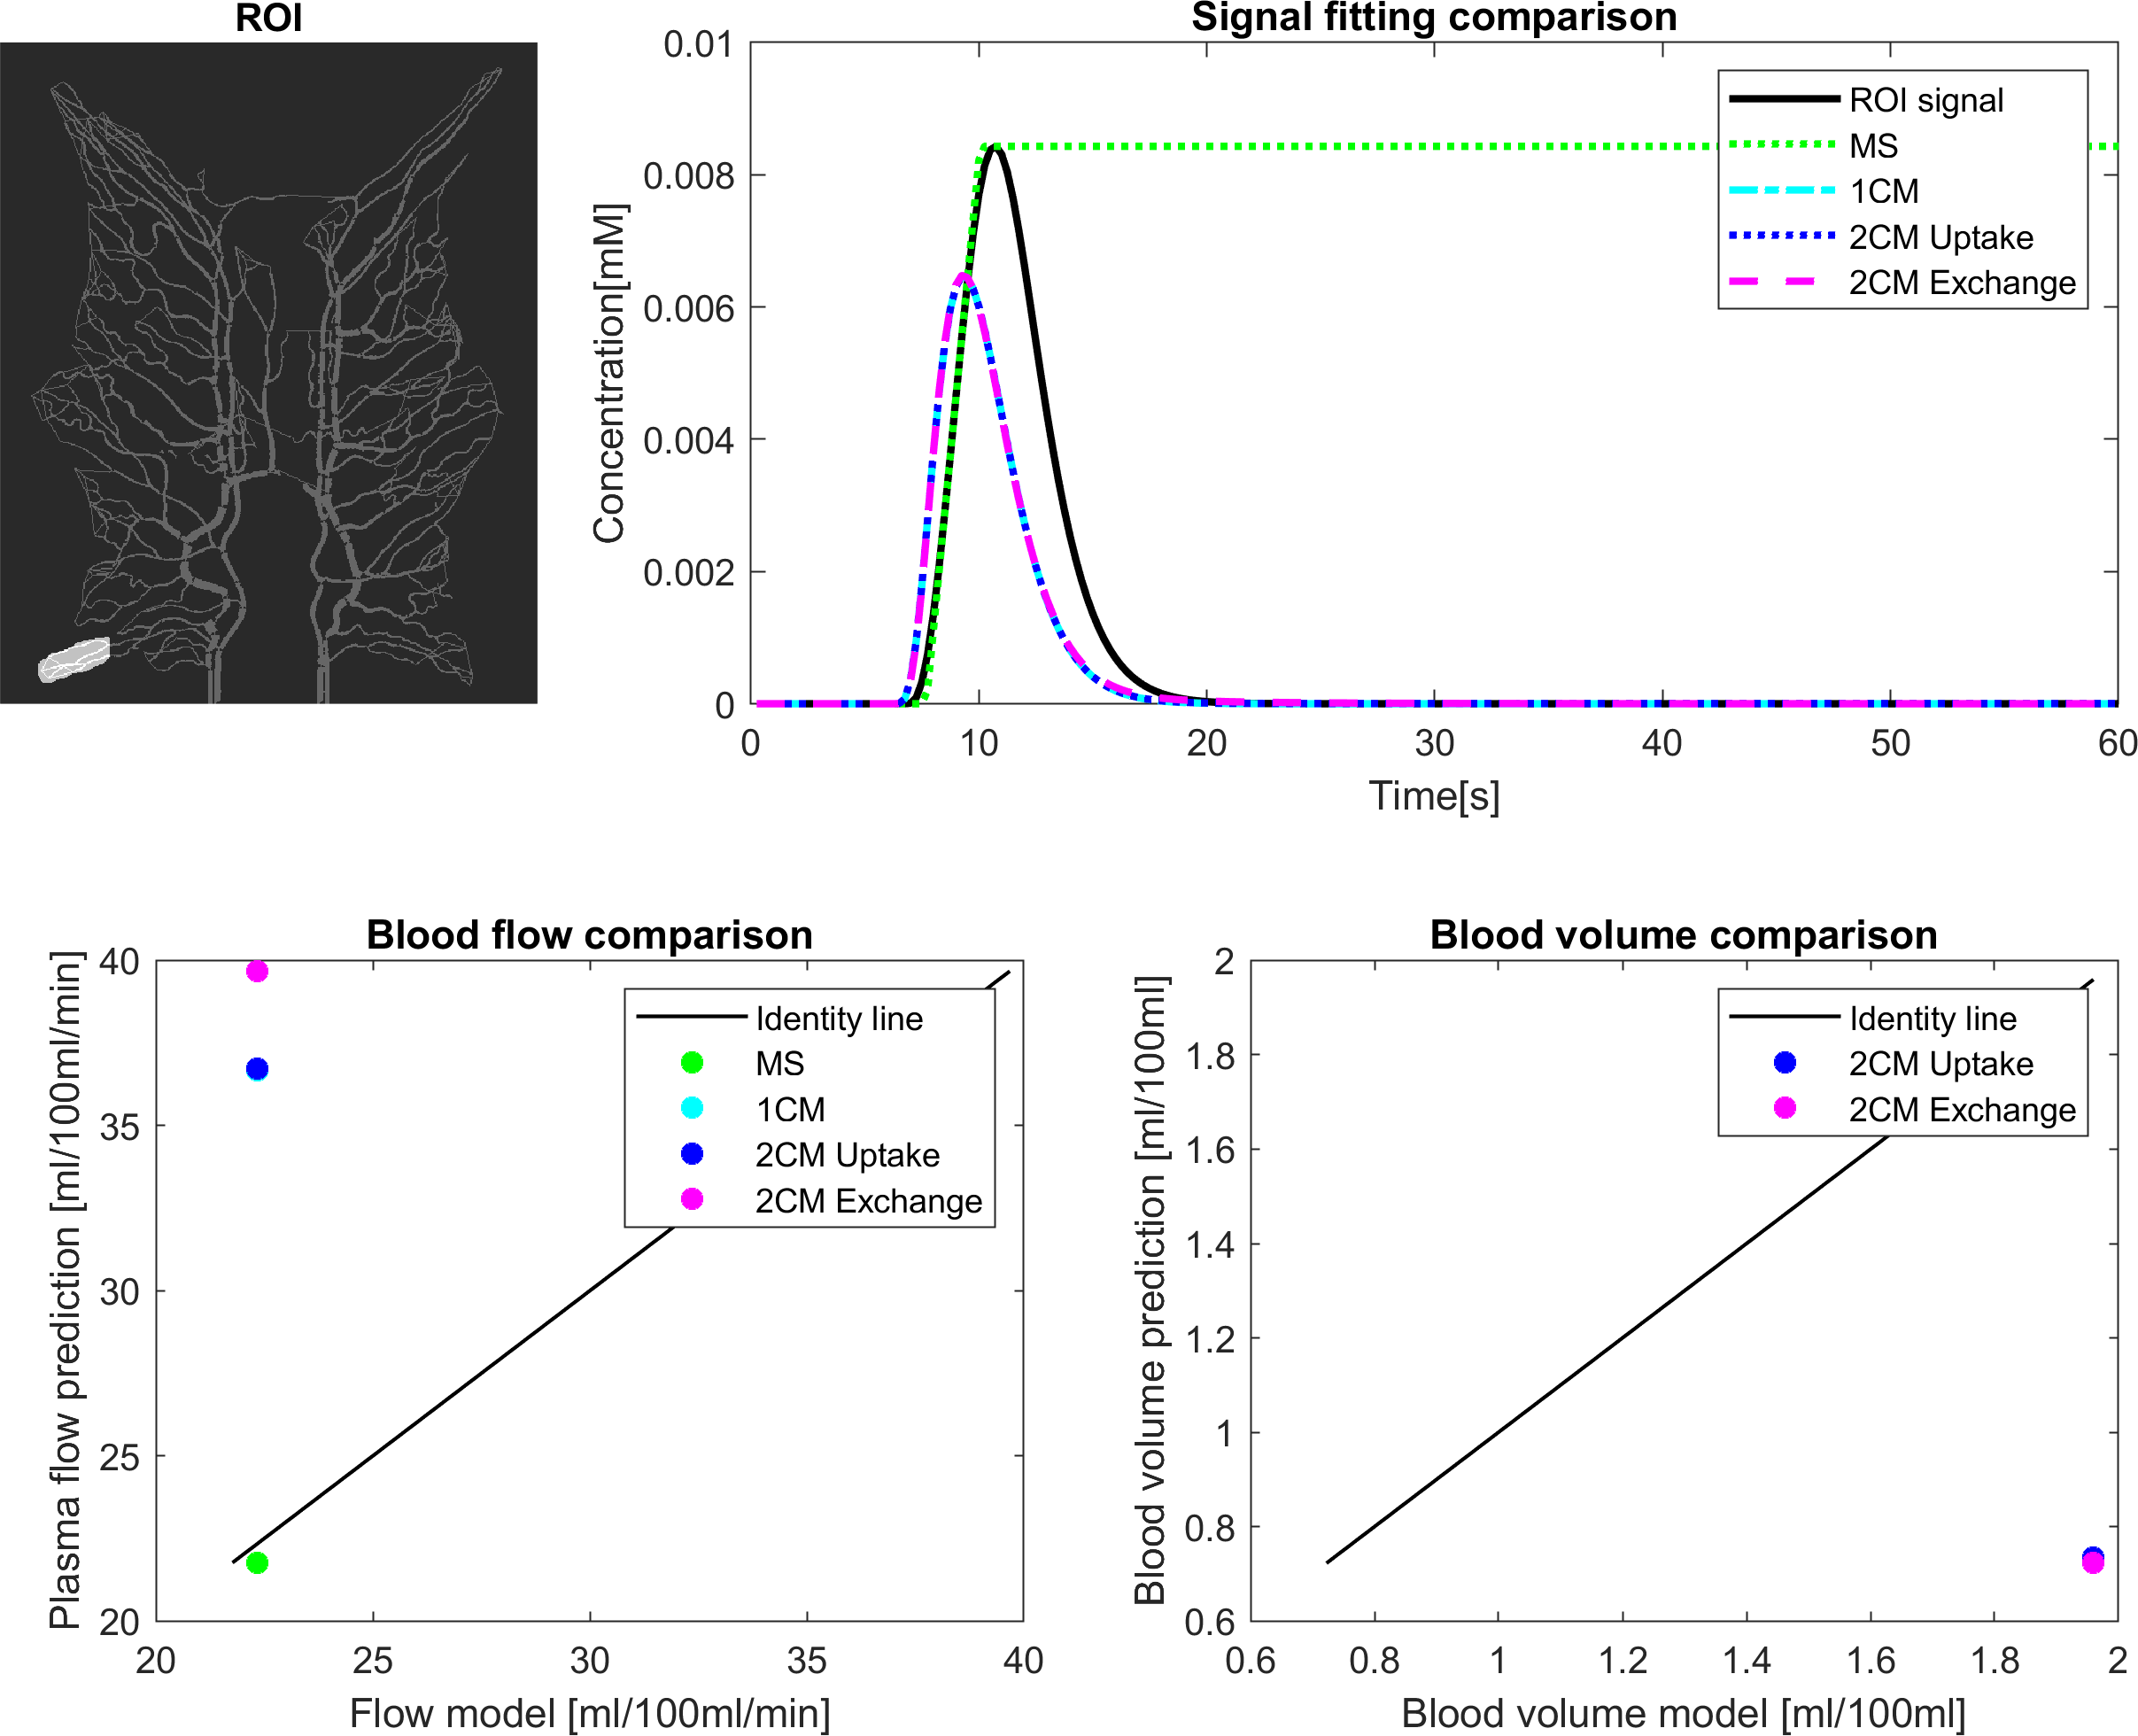 ROI
Signal fitting comparison
Concentration[mM]
0.01
0.008
0.006
0.004
0.002
0
0 10 20 30 40 50 60
Time[s]
ROI signal
MS
1CM
2CM Uptake
2CM Exchange
Blood flow comparison
Plasma flow prediction [ml/100ml/min]
40
35
30
25
20
20 25 30 35 40
Flow model [ml/100ml/min]
Identity line
MS
1CM
2CM Uptake
2CM Exchange
Blood volume comparison
Blood volume prediction [ml/100ml]
2
1.8
1.6
1.4
1.2
1
0.8
0.6
0.6 0.8 1 1.2 1.4 1.6 1.8 2
Blood volume model [ml/100ml]
Identity line
2CM Uptake
2CM Exchange